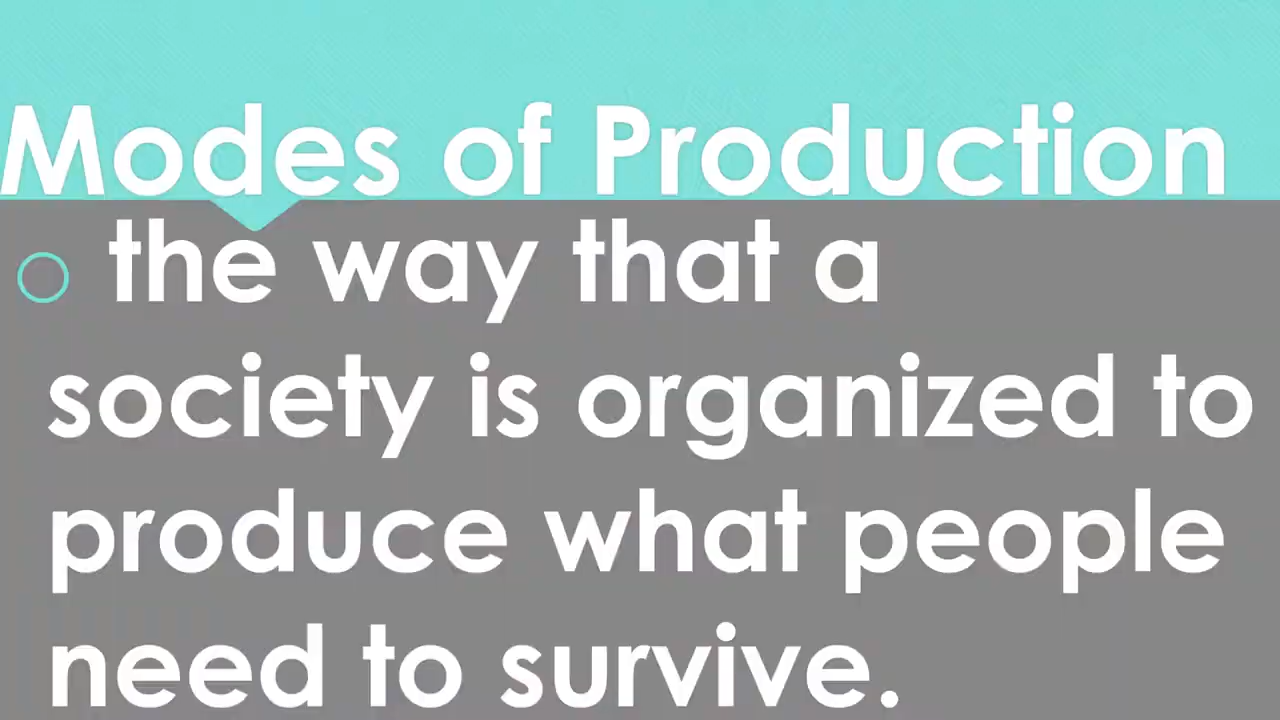 Modes of Production
the way that a
society is organized to
produce what people
need to survive.